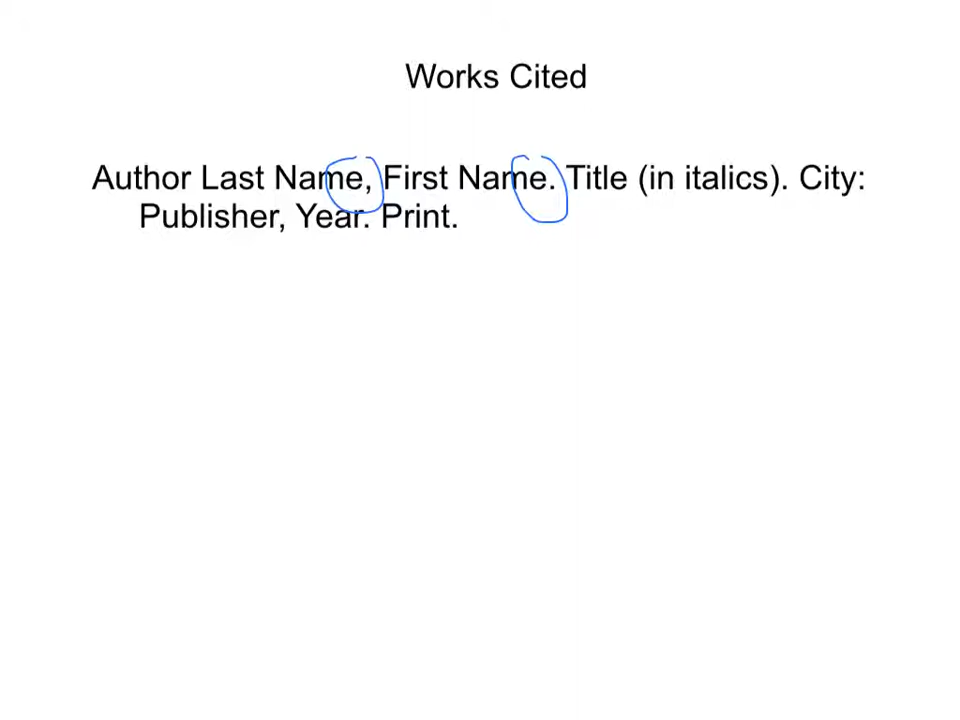 Works Cited
Author Last Name, First Name. Title (in italics). City:
Publisher, Year. Print.